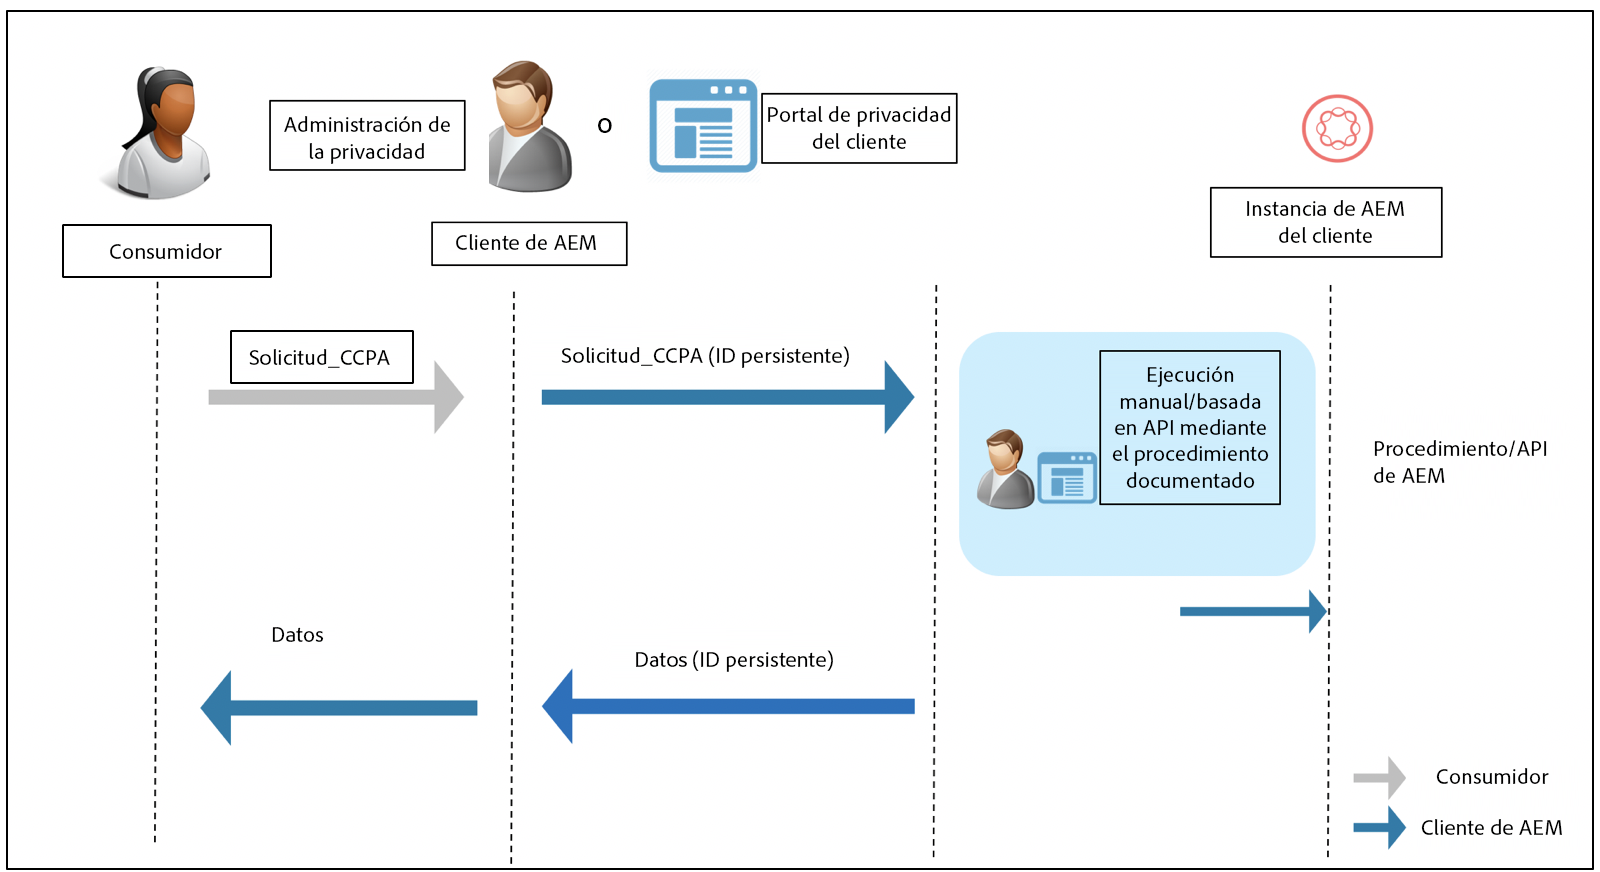 Administración de
la privacidad
o
Portal de privacidad
del cliente
Consumidor
Cliente de AEM
Instancia de AEM
del cliente
Solicitud_CCPA
Solicitud_CCPA (ID persistente)
Ejecución
manual/basada
en API mediante
el procedimiento
documentado
Procedimiento/API
de AEM
Datos
Datos (ID persistente)
Consumidor
Cliente de AEM